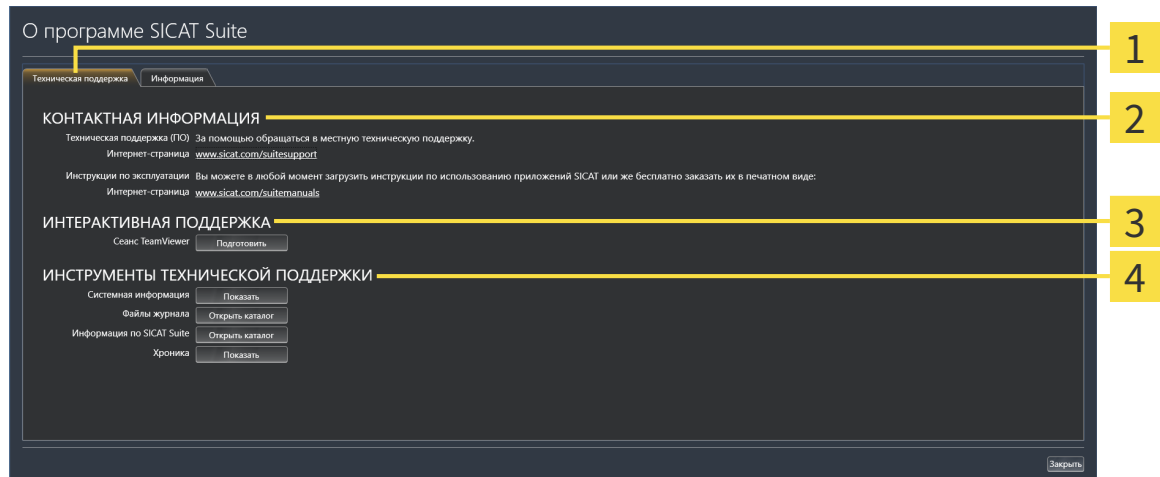 О программе SICAT Suite
1
Техническая поддержка
Информация
КОНТАКТНАЯ ИНФОРМАЦИЯ
2
Техническая поддержка (ПО) За помощью обращаться в местную техническую поддержку.
Интернет-страница www.sicat.com/suitesupport
Инструкции по эксплуатации Вы можете в любой момент загрузить инструкции по использованию приложений SICAT или же бесплатно заказать их в печатном виде:
Интернет-страница www.sicat.com/suitemanuals
ИНТЕРАКТИВНАЯ ПОДДЕРЖКА
3
Сеанс TeamViewer Подготовить
ИНСТРУМЕНТЫ ТЕХНИЧЕСКОЙ ПОДДЕРЖКИ
4
Системная информация Показать
Файлы журнала Открыть каталог
Информация по SICAT Suite Открыть каталог
Хроника Показать
Закрыть